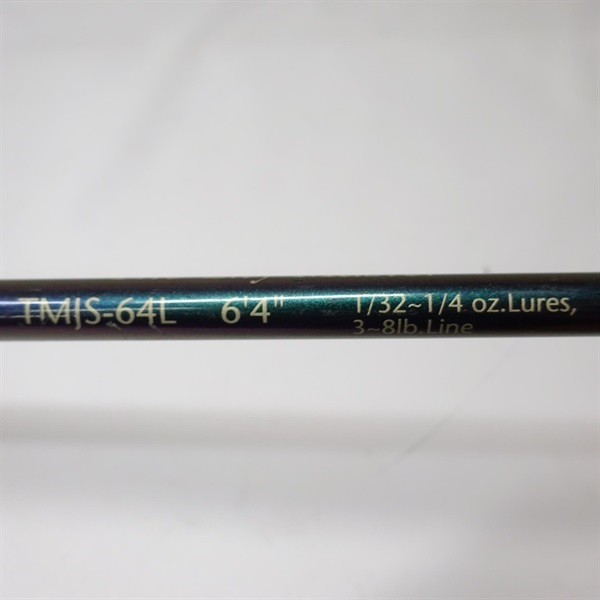 TMJS-64L 6'4" 1/32~1/4 oz.Lures,
3~8lb.Line